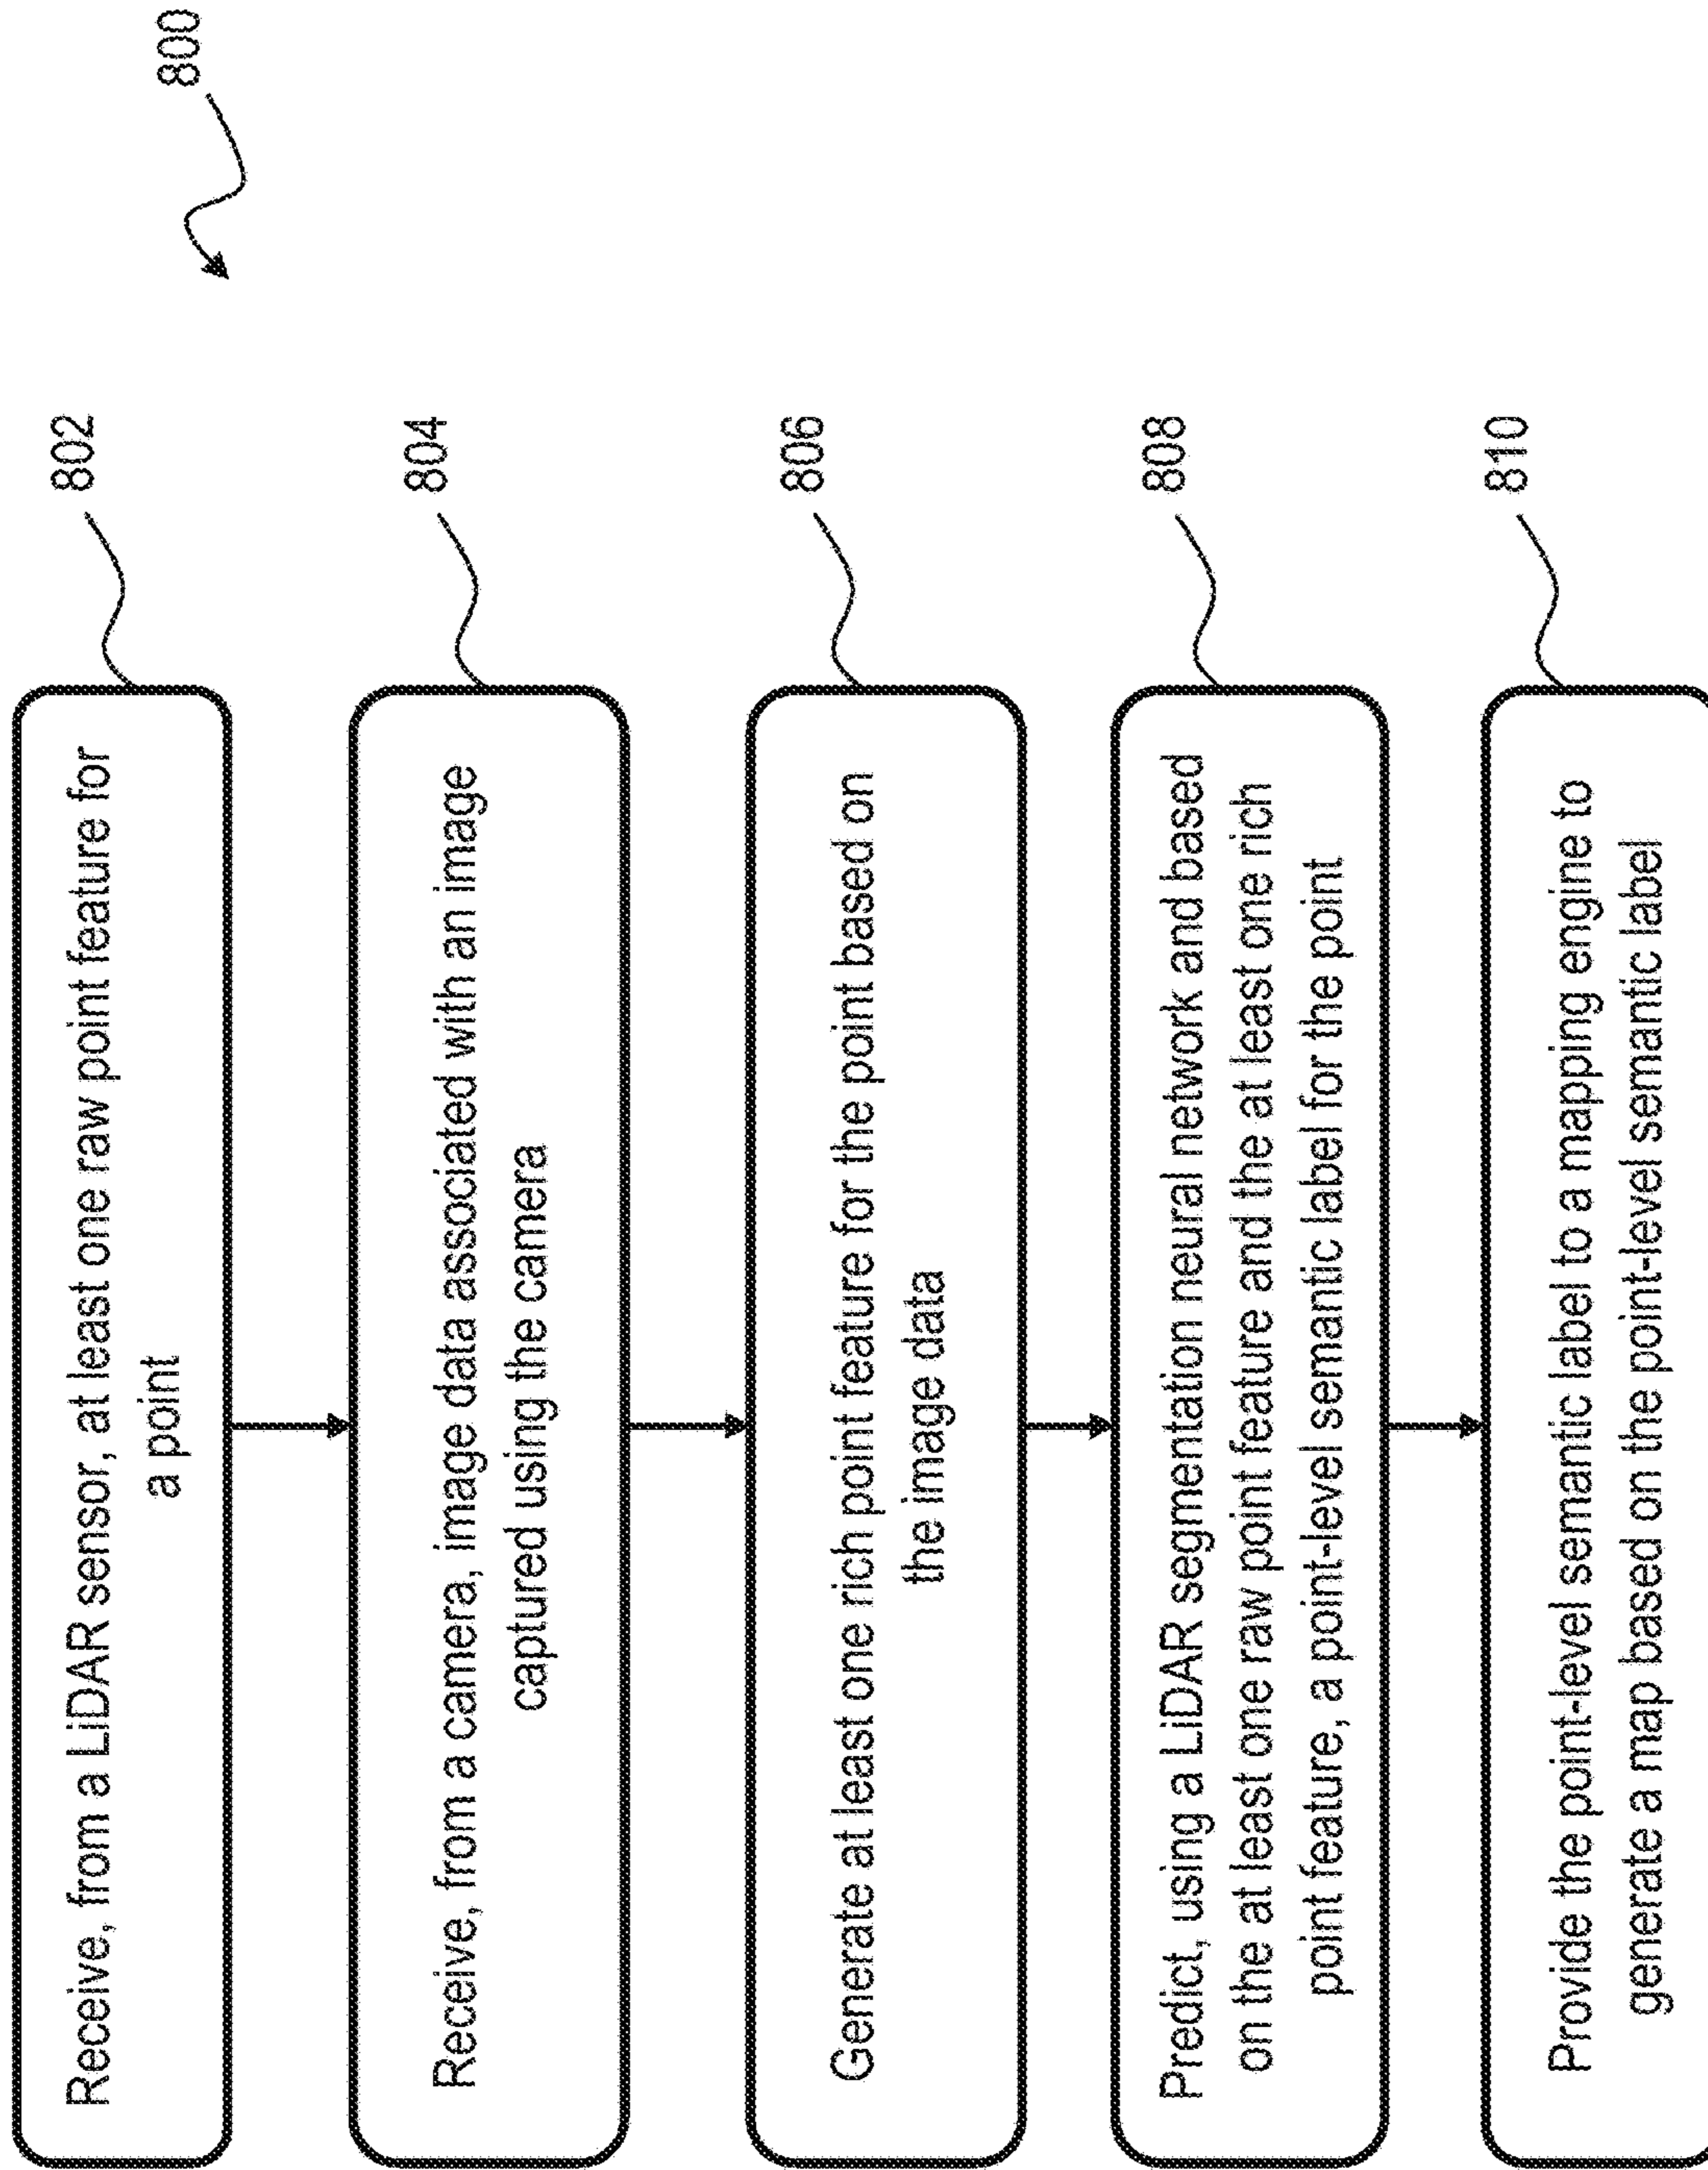 800
Receive, from a LiDAR sensor, at least one raw point feature for
a point
802
Receive, from a camera, image data associated with an image
captured using the camera
804
Generate at least one rich point feature for the point based on
the image data
806
Predict, using a LiDAR segmentation neural network and based
on the at least one raw point feature and the at least one rich
point feature, a point-level semantic label for the point
808
Provide the point-level semantic label to a mapping engine to
generate a map based on the point-level semantic label
810